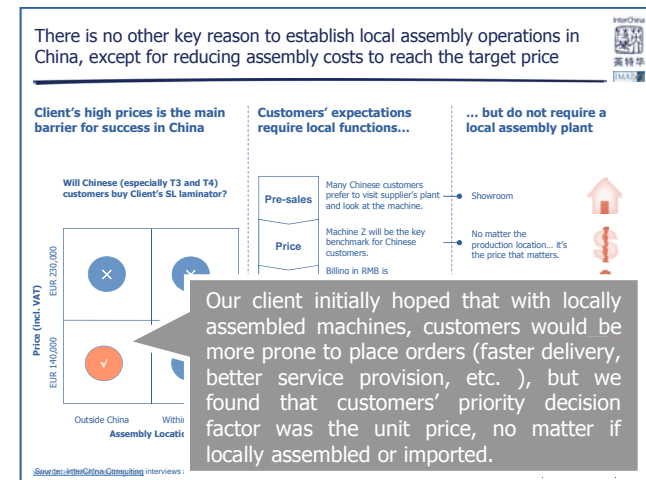 There is no other key reason to establish local assembly operations in
China, except for reducing assembly costs to reach the target price
InterChina
英特华
IMAP
Client's high prices is the main
barrier for success in China
Customers' expectations
require local functions...
... but do not require a
local assembly plant
Will Chinese (especially T3 and T4)
customers buy Client's SL laminator?
Price (incl. VAT)
EUR 230,000
EUR 140,000
√
Outside China
Within
Assembly Locatio
Pre-sales
Many Chinese customers
prefer to visit supplier's plant
and look at the machine.
Showroom
Price
Machine Z will be the key
benchmark for Chinese
customers.
No matter the
production location... it's
the price that matters.
Billing in RMB is
Our client initially hoped that with locally
assembled machines, customers would be
more prone to place orders (faster delivery,
better service provision, etc. ), but we
found that customers' priority decision
factor was the unit price, no matter if
locally assembled or imported.
Source: InterChina Consulting interviews